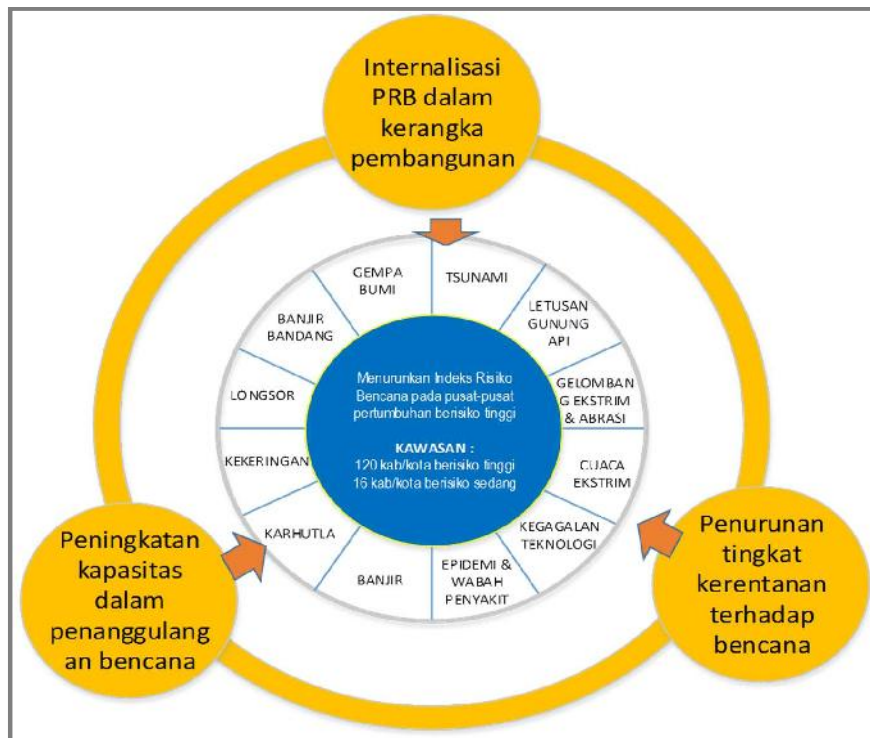 Internalisasi
PRB dalam
kerangka
pembangunan
GEMPA
BUMI
TSUNAMI
LETUSAN
GUNUNG
API
BANJIR
BANDANG
GELOMBAN
G EKSTRIM
& ABRASI
LONGSOR
Menurunkan Indeks Risiko
Bencana pada pusat-pusat
pertumbuhan berisiko tinggi
KAWASAN :
120 kab/kota berisiko tinggi
16 kab/kota berisiko sedang
KEKERINGAN
CUACA
EKSTRIM
KARHUTLA
KEGAGALAN
TEKNOLOGI
BANJIR
EPIDEMI &
WABAH
PENYAKIT
Peningkatan
kapasitas
dalam
penanggulang
an bencana
Penurunan
tingkat
kerentanan
terhadap
bencana